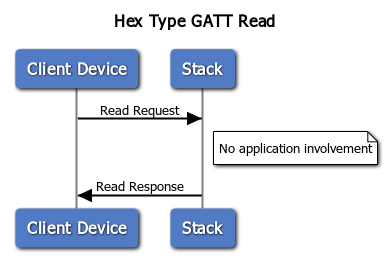 Hex Type GATT Read
Client Device
Stack
Read Request
No application involvement
Read Response
Client Device
Stack